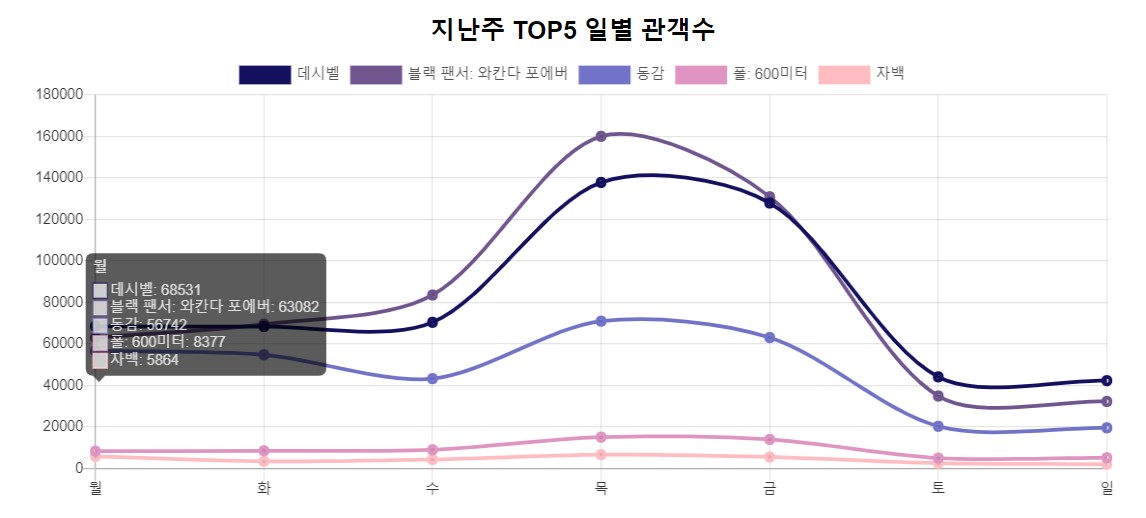 지난주 TOP5 일별 관객수
데시벨 블랙 팬서: 와칸다 포에버 동감 폴: 600미터 자백
180000
160000
140000
120000
100000
80000
60000
40000
20000
0
월
데시벨: 68531
블랙 팬서: 와칸다 포에버: 63082
동감: 56742
폴: 600미터: 8377
자백: 5864
월 화 수 목 금 토 일